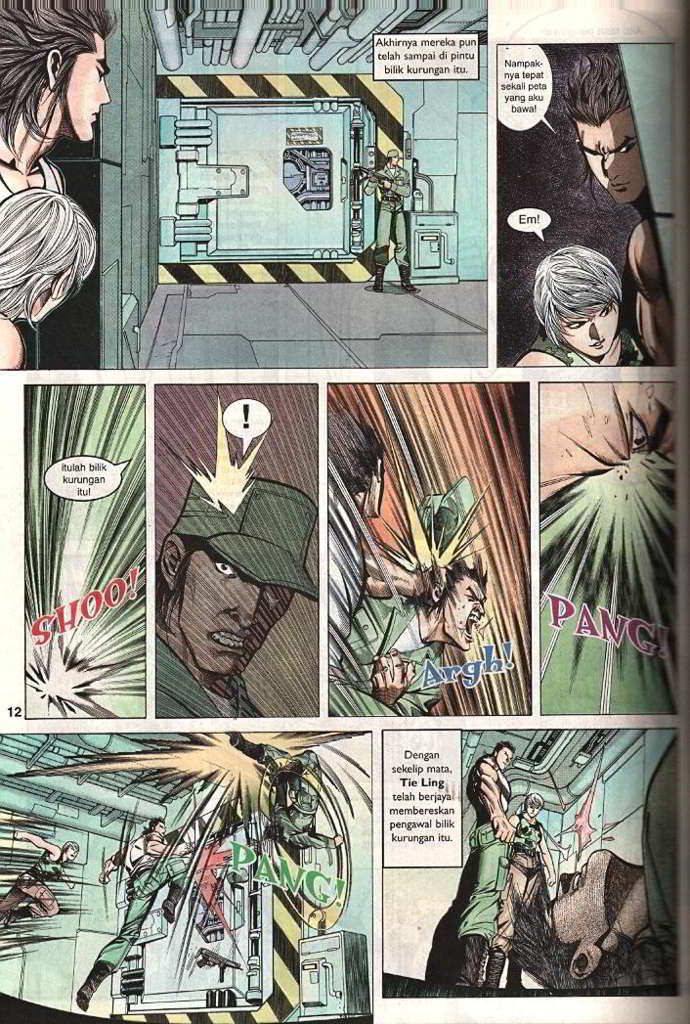 Akhirnya mereka pun
telah sampai di pintu
bilik kurungan itu.
Nampak-
nya tepat
sekali peta
yang aku
bawa!
Em!
itulah bilik
kurungan
itu!
SHOO!
!
Argh!
PANG!
12
PANG!
Dengan
sekelip mata,
Tie Ling
telah berjaya
membereskan
pengawal bilik
kurungan itu.